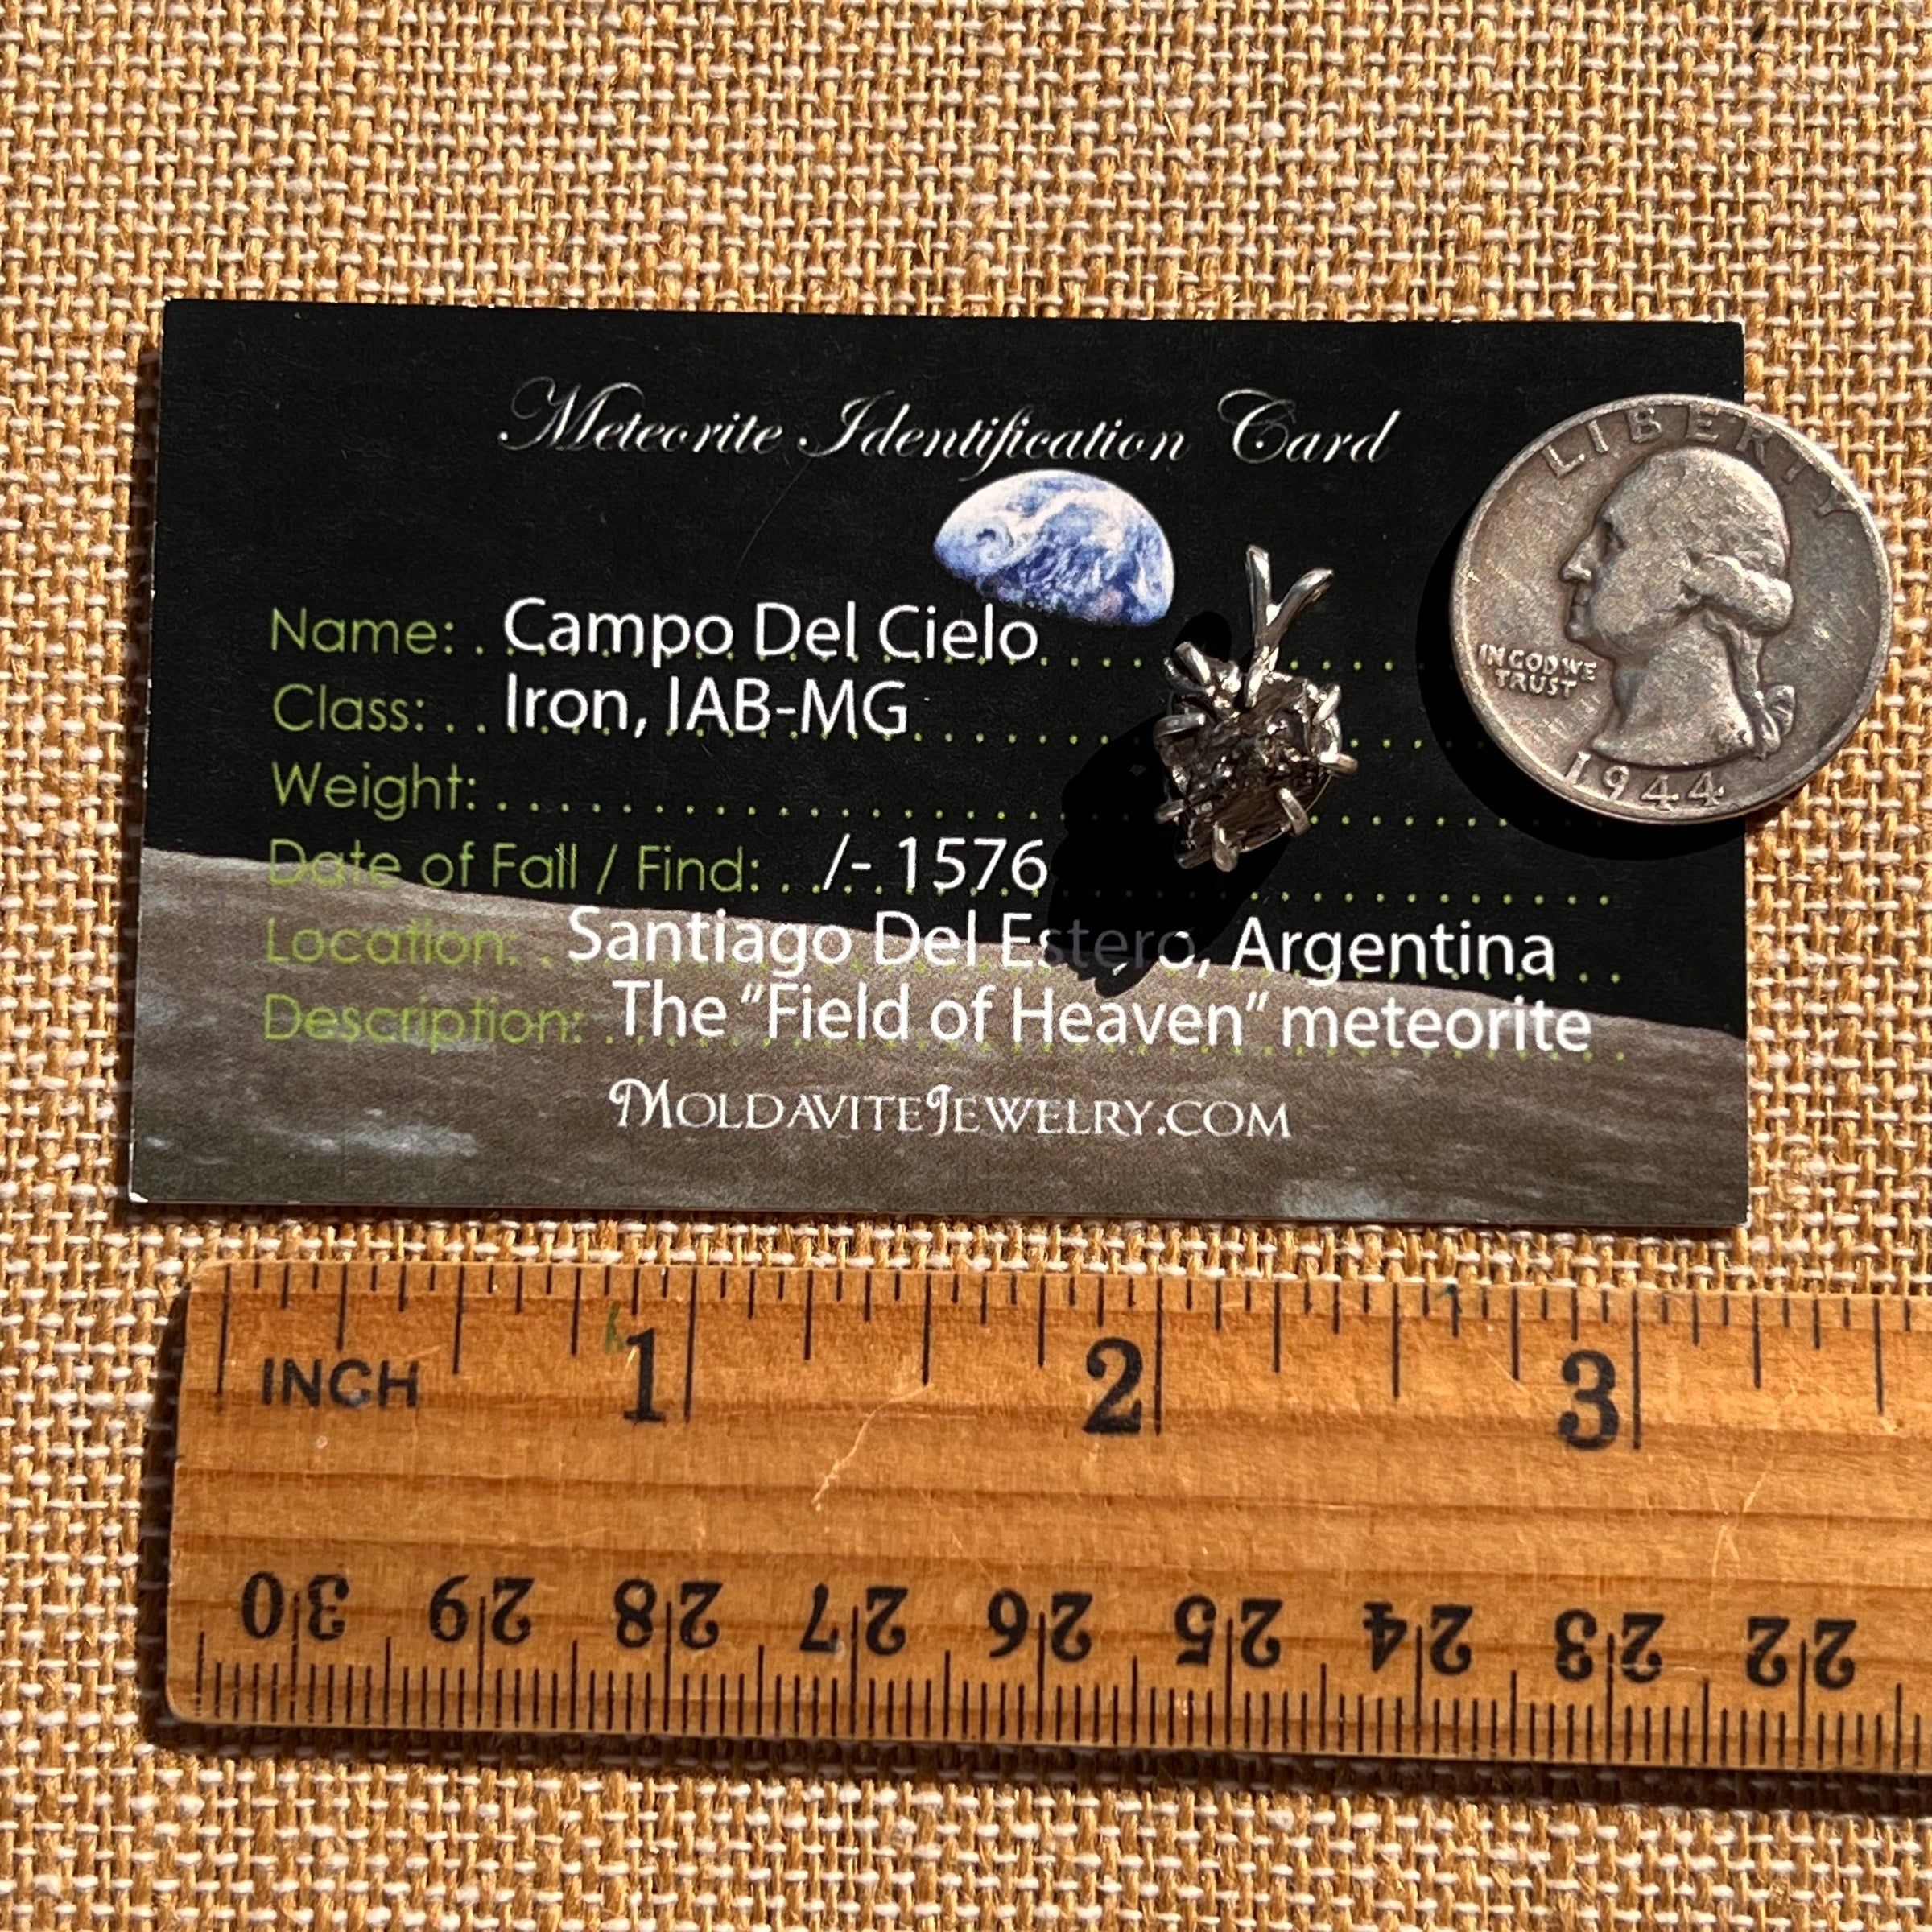 Meteorite Identification Card
Name: Campo Del Cielo
Class: Iron, IAB-MG
Weight:
Date of Fall / Find: /- 1576
Location: Santiago Del Estero, Argentina
Description: The “Field of Heaven” meteorite
MOLDAVITEJEWELRY.COM
LIBERTY
IN GOD WE
TRUST
1944
INCH 1 2 3
30 29 28 27 26 25 24 23 22